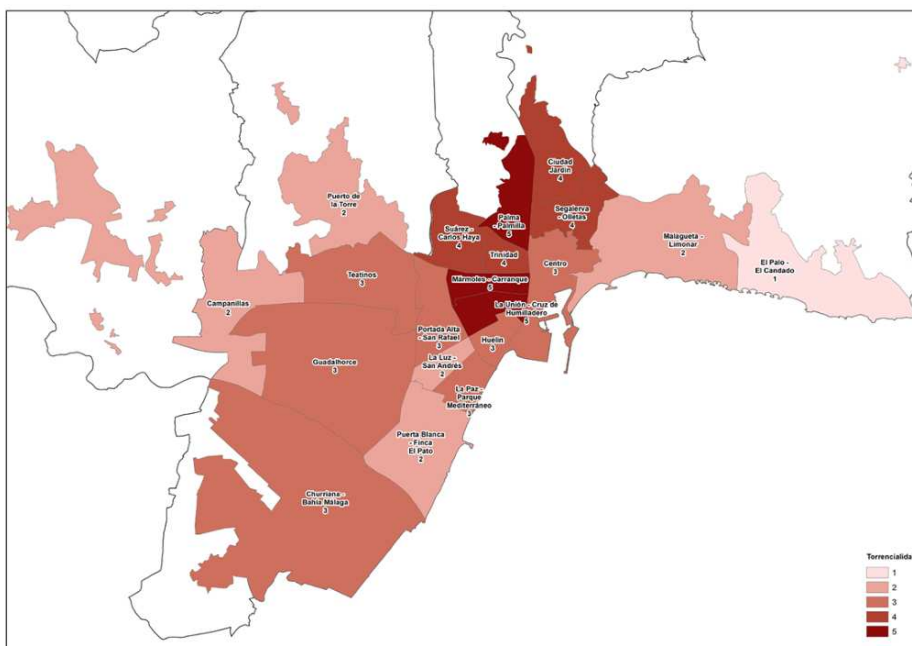 Ciudad
Jardín
4
Puerto de
la Torre
2
Palma
- Palmilla
5
Segalerva -
Olletas
4
Suárez -
Carlos Haya
4
Malagueta -
Limonar
2
Trinidad
4
Centro
3
El Palo -
El Candado
1
Teatinos
3
Mármoles - Carranque
5
Campanillas
2
La Unión - Cruz de
Humilladero
5
Portada Alta
- San Rafael
3
Huelin
3
La Luz -
San Andrés
2
Guadalhorce
3
La Paz -
Parque
Mediterráneo
3
Puerta Blanca
- Finca
El Pato
2
Churriana -
Bahía Málaga
3
Torrencialida
1
2
3
4
5